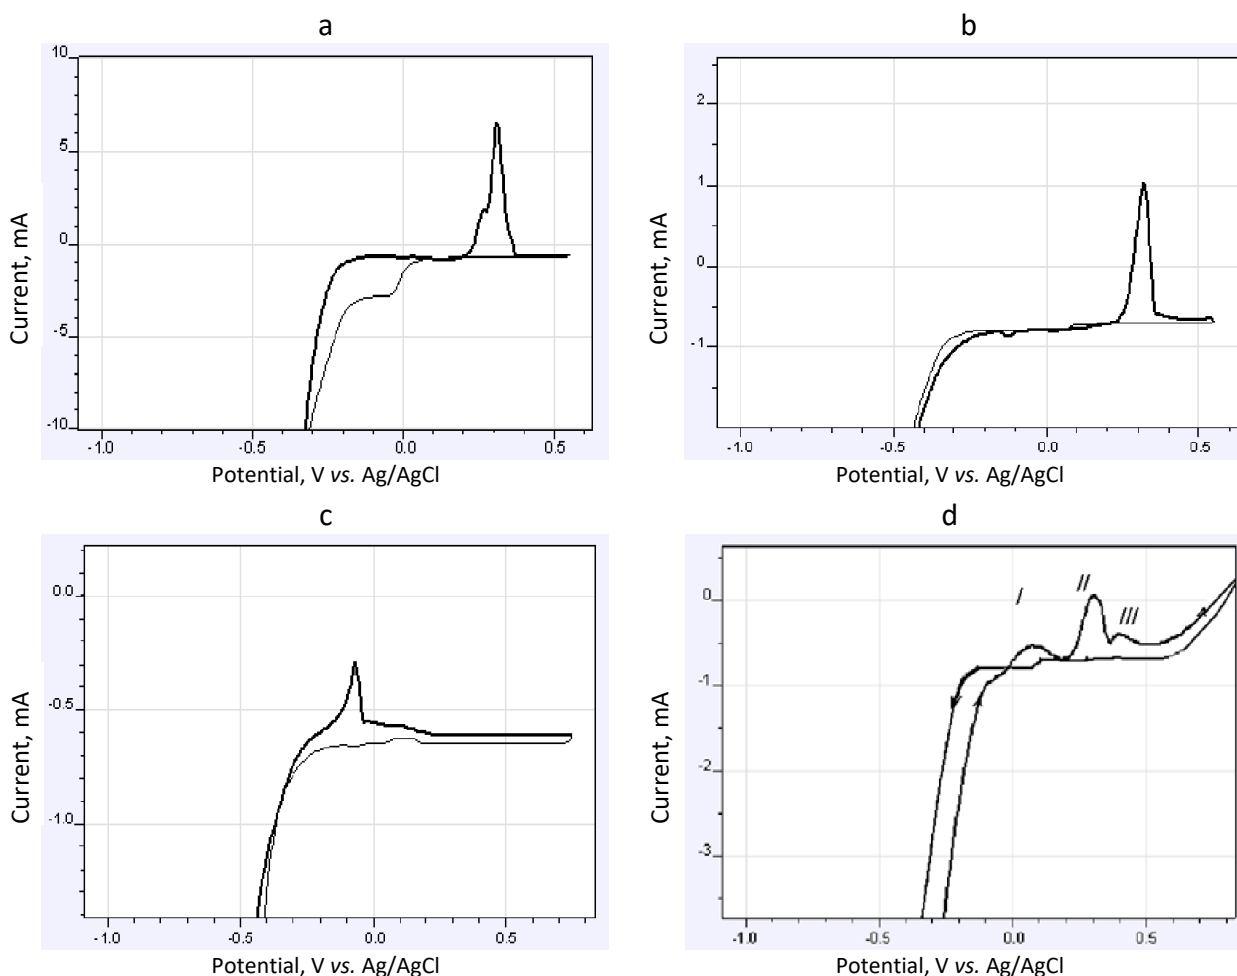 a
10
5
0
-5
-10
-1.0 -0.5 0.0 0.5
Current, mA
Potential, V vs. Ag/AgCl
b
2
1
0
-1
-1.0 -0.5 0.0 0.5
Current, mA
Potential, V vs. Ag/AgCl
c
0.0
-0.5
-1.0
-1.0 -0.5 0.0 0.5
Current, mA
Potential, V vs. Ag/AgCl
d
I
II
III
0
-1
-2
-3
-1.0 -0.5 0.0 0.5
Current, mA
Potential, V vs. Ag/AgCl